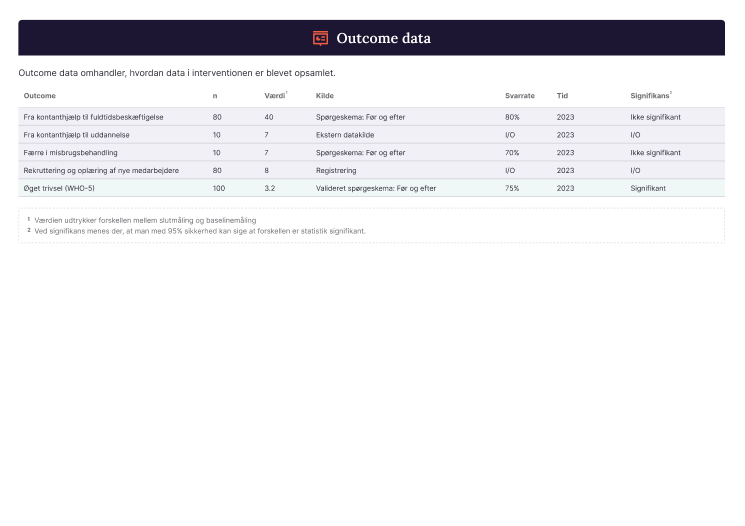 Outcome data
Outcome data omhandler, hvordan data i interventionen er blevet opsamlet.
Outcome n Værdi¹ Kilde Svarrate Tid Signifikans²
Fra kontanthjælp til fuldtidsbeskæftigelse 80 40 Spørgeskema: Før og efter 80% 2023 Ikke signifikant
Fra kontanthjælp til uddannelse 10 7 Ekstern datakilde I/O 2023 I/O
Færre i misbrugsbehandling 10 7 Spørgeskema: Før og efter 70% 2023 Ikke signifikant
Rekruttering og oplæring af nye medarbejdere 80 8 Registrering I/O 2023 I/O
Øget trivsel (WHO-5) 100 3.2 Valideret spørgeskema: Før og efter 75% 2023 Signifikant
¹ Værdien udtrykker forskellen mellem slutmåling og baselinemåling
² Ved signifikans menes der, at man med 95% sikkerhed kan sige at forskellen er statistik signifikant.